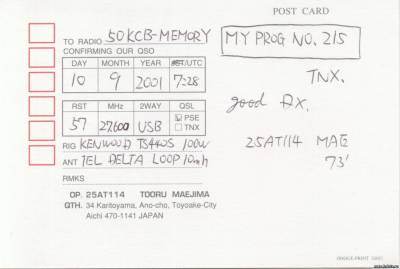 POST CARD
TO RADIO 50KCB-MEMORY
CONFIRMING OUR QSO
DAY MONTH YEAR JST/UTC
10 9 2001 7:28
RST MHz 2WAY QSL
57 27.600 USB PSE
TNX
RIG KENWOOD TS440S 100W
ANT 1EL DELTA LOOP 10mh
RMKS
OP. 25AT114 TOORU MAEJIMA
QTH. 34 Karitoyama, Ano-cho, Toyoake-City
Aichi 470-1141 JAPAN
MY PROG NO. 215
TNX.
good DX.
25AT114 MAE
73'